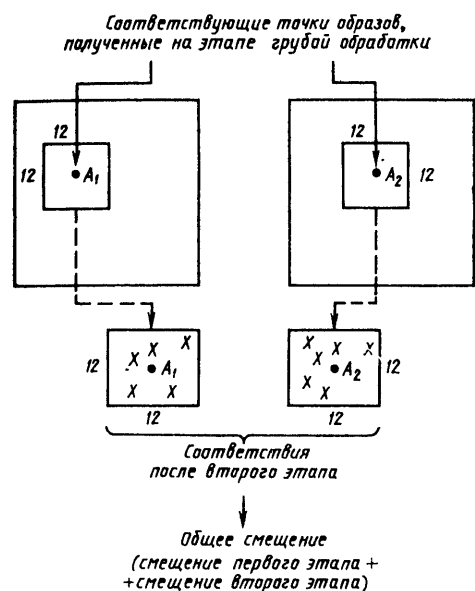 Соответствующие точки образов,
полученные на этапе грубой обработки
12
12
12
12
A1
A2
X X X
X A1
X X
X X X
X A2
X X
12
12
12
12
Соответствия
после второго этапа
Общее смещение
(смещение первого этапа +
+смещение второго этапа)